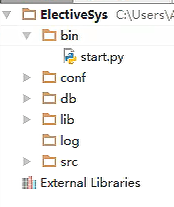 ElectiveSys C:\Users\A
bin
start.py
conf
db
lib
log
src
External Libraries